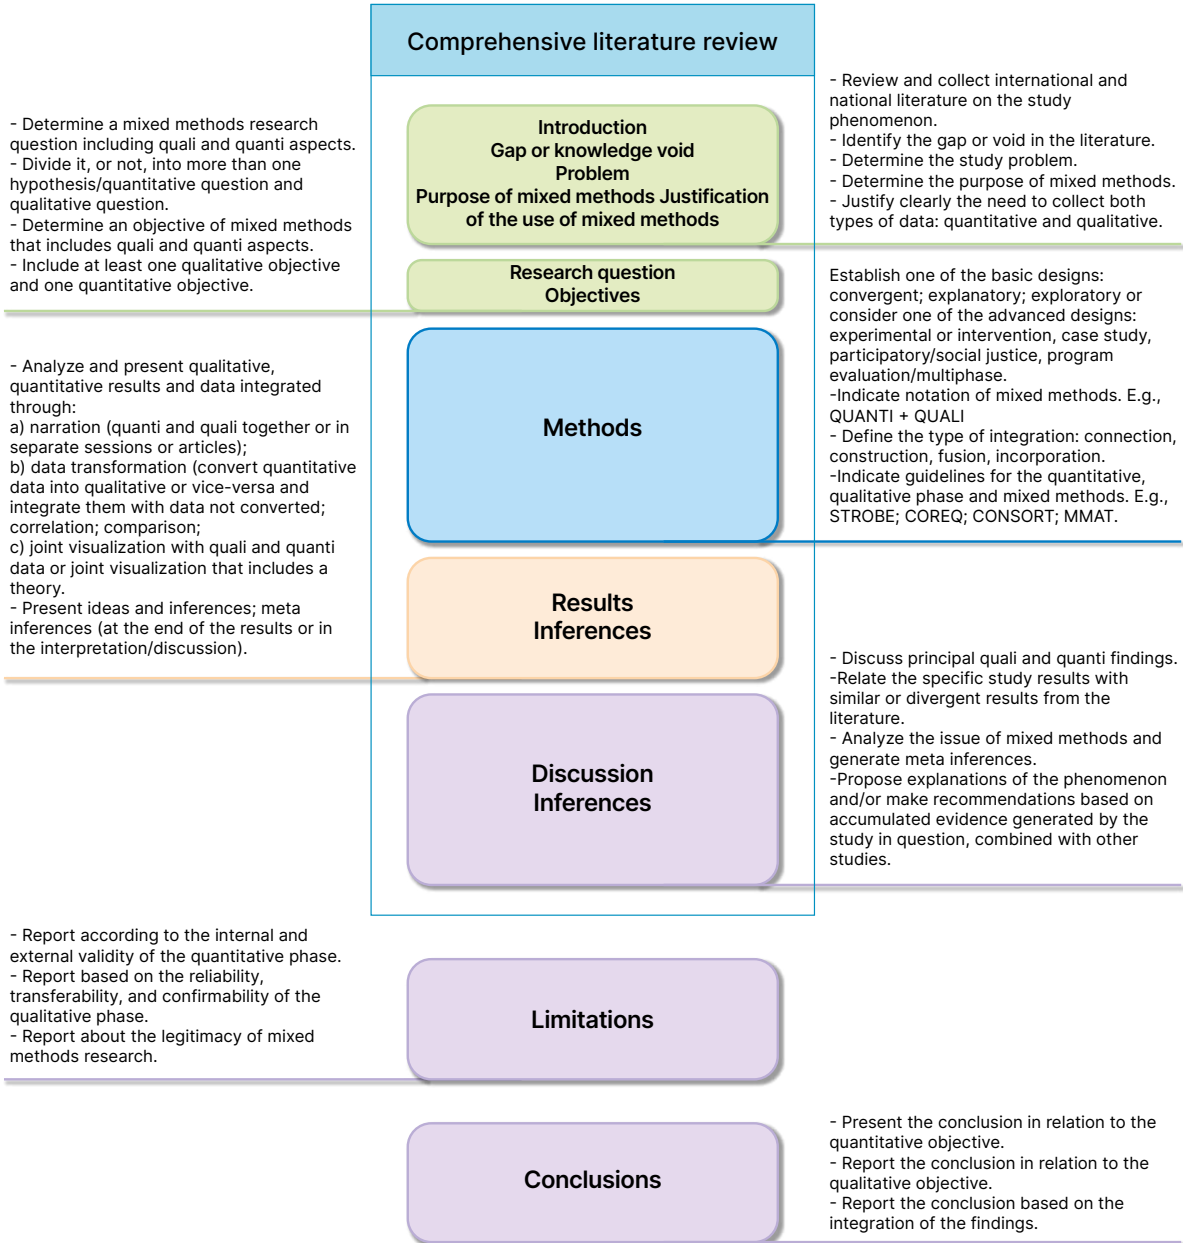 Comprehensive literature review
Introduction
Gap or knowledge void
Problem
Purpose of mixed methods Justification
of the use of mixed methods
- Review and collect international and
national literature on the study
phenomenon.
- Identify the gap or void in the literature.
- Determine the study problem.
- Determine the purpose of mixed methods.
- Justify clearly the need to collect both
types of data: quantitative and qualitative.
- Determine a mixed methods research
question including quali and quanti aspects.
- Divide it, or not, into more than one
hypothesis/quantitative question and
qualitative question.
- Determine an objective of mixed methods
that includes quali and quanti aspects.
- Include at least one qualitative objective
and one quantitative objective.
Research question
Objectives
Methods
Establish one of the basic designs:
convergent; explanatory; exploratory or
consider one of the advanced designs:
experimental or intervention, case study,
participatory/social justice, program
evaluation/multiphase.
-Indicate notation of mixed methods. E.g.,
QUANTI + QUALI
- Define the type of integration: connection,
construction, fusion, incorporation.
-Indicate guidelines for the quantitative,
qualitative phase and mixed methods. E.g.,
STROBE; COREQ; CONSORT; MMAT.
- Analyze and present qualitative,
quantitative results and data integrated
through:
a) narration (quanti and quali together or in
separate sessions or articles);
b) data transformation (convert quantitative
data into qualitative or vice-versa and
integrate them with data not converted;
correlation; comparison;
c) joint visualization with quali and quanti
data or joint visualization that includes a
theory.
- Present ideas and inferences; meta
inferences (at the end of the results or in
the interpretation/discussion).
Results
Inferences
Discussion
Inferences
- Discuss principal quali and quanti findings.
-Relate the specific study results with
similar or divergent results from the
literature.
- Analyze the issue of mixed methods and
generate meta inferences.
-Propose explanations of the phenomenon
and/or make recommendations based on
accumulated evidence generated by the
study in question, combined with other
studies.
- Report according to the internal and
external validity of the quantitative phase.
- Report based on the reliability,
transferability, and confirmability of the
qualitative phase.
- Report about the legitimacy of mixed
methods research.
Limitations
Conclusions
- Present the conclusion in relation to the
quantitative objective.
- Report the conclusion in relation to the
qualitative objective.
- Report the conclusion based on the
integration of the findings.